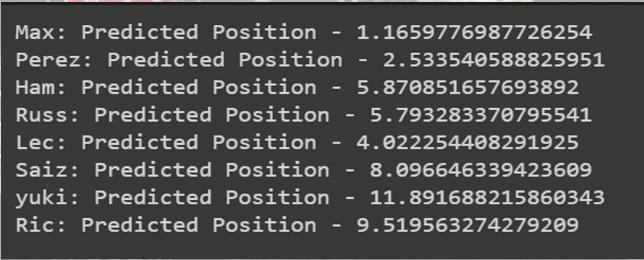 Max: Predicted Position - 1.1659776987726254
Perez: Predicted Position - 2.533540588825951
Ham: Predicted Position - 5.870851657693892
Russ: Predicted Position - 5.793283370795541
Lec: Predicted Position - 4.022254408291925
Saiz: Predicted Position - 8.096646339423609
yuki: Predicted Position - 11.891688215860343
Ric: Predicted Position - 9.519563274279209